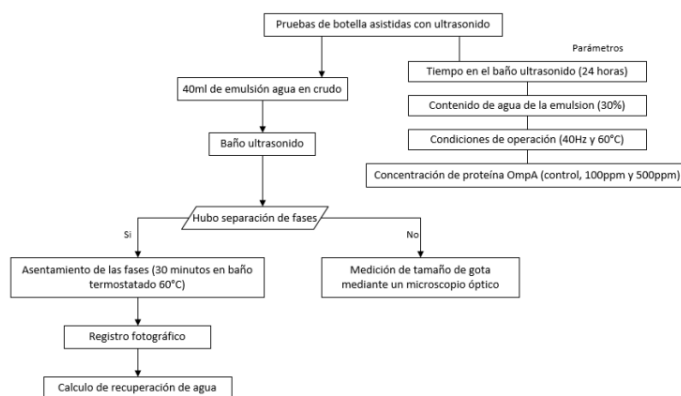 Pruebas de botella asistidas con ultrasonido
Parámetros
40ml de emulsión agua en crudo
Tiempo en el baño ultrasonido (24 horas)
Contenido de agua de la emulsion (30%)
Baño ultrasonido
Condiciones de operación (40Hz y 60°C)
Concentración de proteína OmpA (control, 100ppm y 500ppm)
Hubo separación de fases
Si
No
Asentamiento de las fases (30 minutos en baño
termostatado 60°C)
Medición de tamaño de gota
mediante un microscopio óptico
Registro fotográfico
Calculo de recuperación de agua